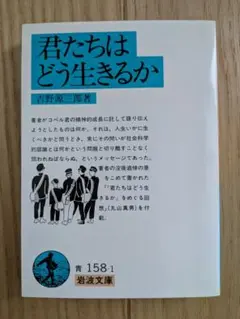 君たちは
どう生きるか
吉野源三郎著
著者がコペル君の精神的成長に託して語り伝え
ようとしたものは何か。それは、人生いかに生
くべきかと問うとき、常にその問いが社会科学
的認識とは何かという問題と切り離すことなく
問われねばならぬ、というメッセージであった。
著者の没後追悼の意
をこめて書かれた
「『君たちはどう生き
るか』をめぐる回
想」(丸山真男)を付
載。
青 158-1
岩波文庫